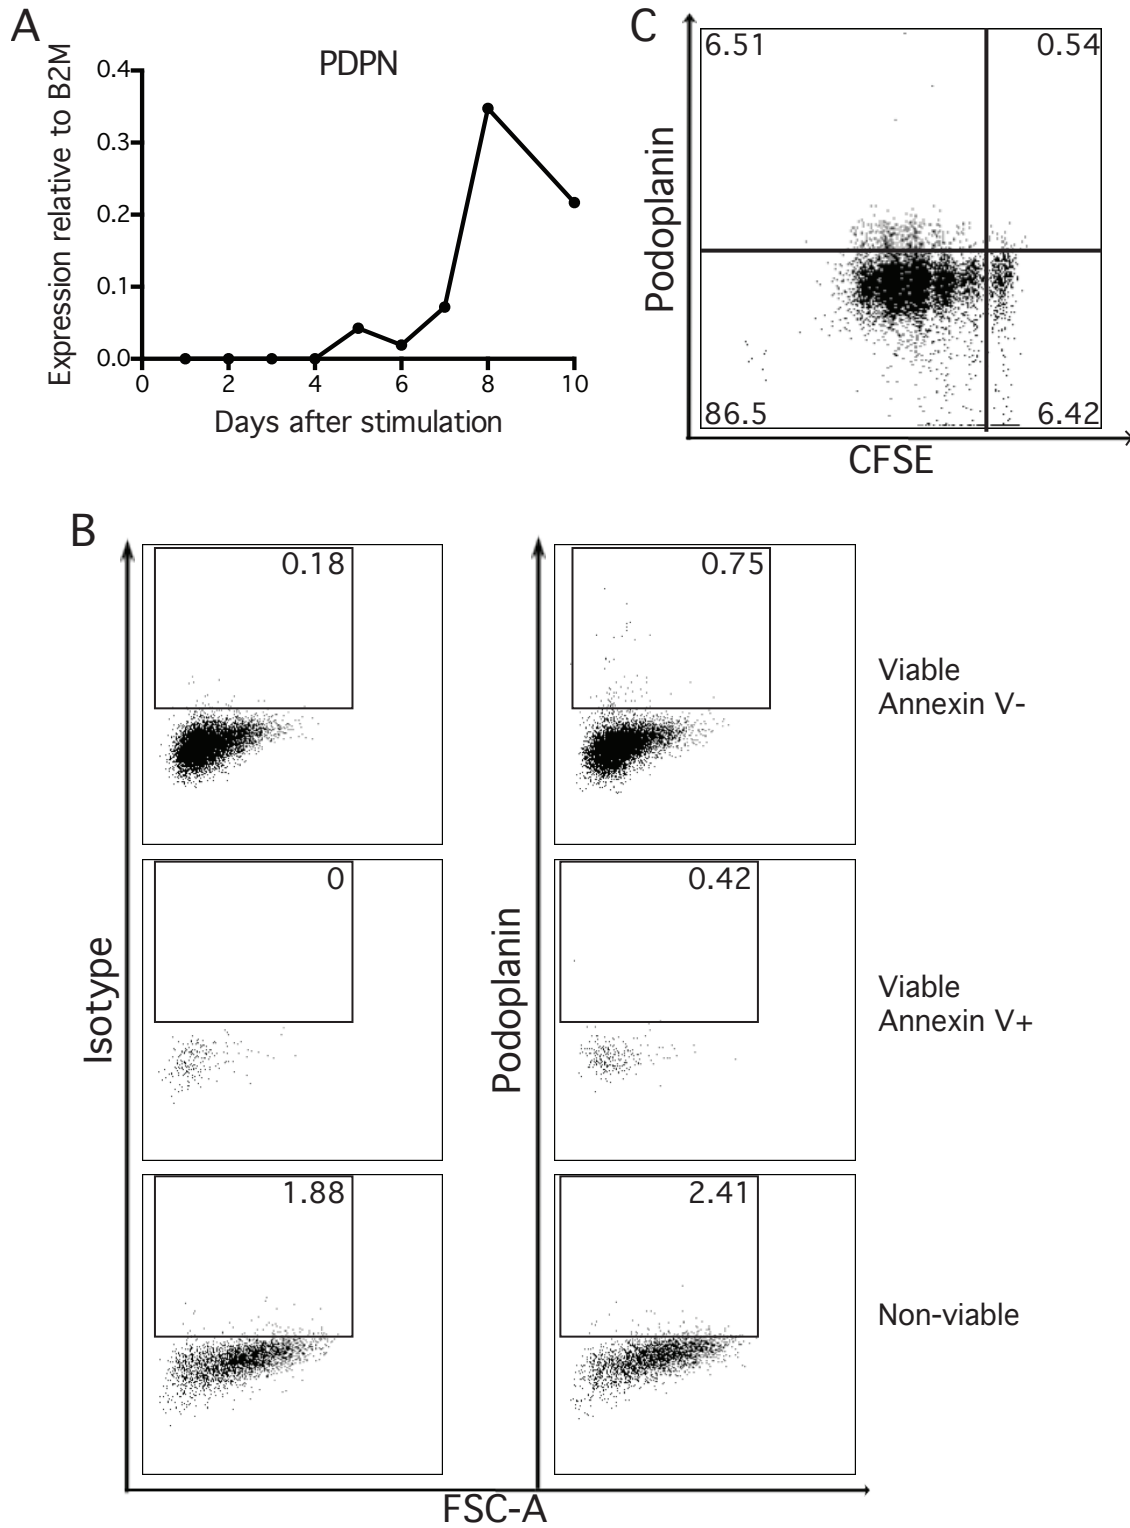 A
PDPN
Expression relative to B2M
0.4
0.3
0.2
0.1
0.0
0 2 4 6 8 10
Days after stimulation
C
Podoplanin
6.51 0.54
86.5 6.42
CFSE
B
Isotype
Podoplanin
0.18 0.75
Viable
Annexin V-
0 0.42
Viable
Annexin V+
1.88 2.41
Non-viable
FSC-A